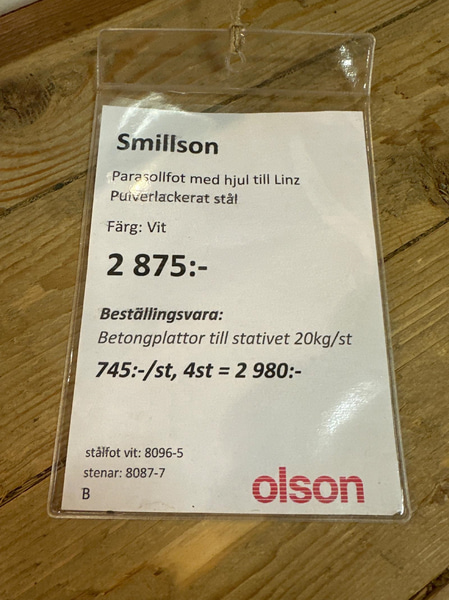 Smillson
Parasollfot med hjul till Linz
Pulverlackerat stål
Färg: Vit
2 875:-
Beställningsvara:
Betongplattor till stativet 20kg/st
745:-/st, 4st = 2 980:-
stålfot vit: 8096-5
stenar: 8087-7
B
olson